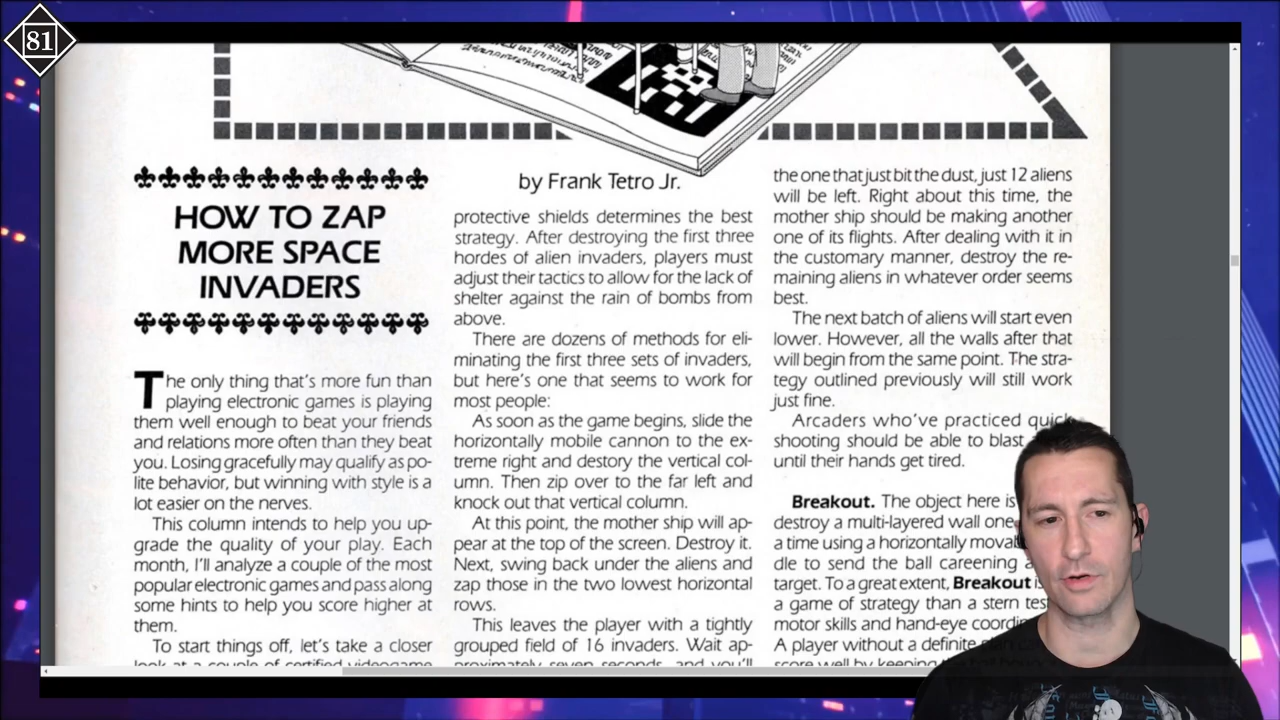 81
HOW TO ZAP
MORE SPACE
INVADERS
The only thing that's more fun than
playing electronic games is playing
them well enough to beat your friends
and relations more often than they beat
you. Losing gracefully may qualify as po-
lite behavior, but winning with style is a
lot easier on the nerves.
This column intends to help you up-
grade the quality of your play. Each
month, I'll analyze a couple of the most
popular electronic games and pass along
some hints to help you score higher at
them.
To start things off, let's take a closer
look at a couple of certified videogame
by Frank Tetro Jr.
protective shields determines the best
strategy. After destroying the first three
hordes of alien invaders, players must
adjust their tactics to allow for the lack of
shelter against the rain of bombs from
above.
There are dozens of methods for eli-
minating the first three sets of invaders,
but here's one that seems to work for
most people:
As soon as the game begins, slide the
horizontally mobile cannon to the ex-
treme right and destory the vertical col-
umn. Then zip over to the far left and
knock out that vertical column.
At this point, the mother ship will ap-
pear at the top of the screen. Destroy it.
Next, swing back under the aliens and
zap those in the two lowest horizontal
rows.
This leaves the player with a tightly
grouped field of 16 invaders. Wait ap-
proximately seven seconds, and you'll
the one that just bit the dust, just 12 aliens
will be left. Right about this time, the
mother ship should be making another
one of its flights. After dealing with it in
the customary manner, destroy the re-
maining aliens in whatever order seems
best.
The next batch of aliens will start even
lower. However, all the walls after that
will begin from the same point. The stra-
tegy outlined previously will still work
just fine.
Arcaders who've practiced quick
shooting should be able to blast
until their hands get tired.
Breakout. The object here is
destroy a multi-layered wall one
a time using a horizontally
dle to send the ball careening
target. To a great extent, Breakout
a game of strategy than a stern test
motor skills and hand-eye
A player without a definite
score well by keeping the